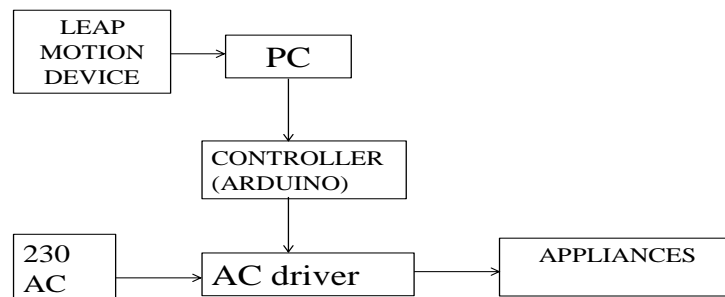 LEAP
MOTION
DEVICE
PC
CONTROLLER
(ARDUINO)
230
AC
AC driver
APPLIANCES